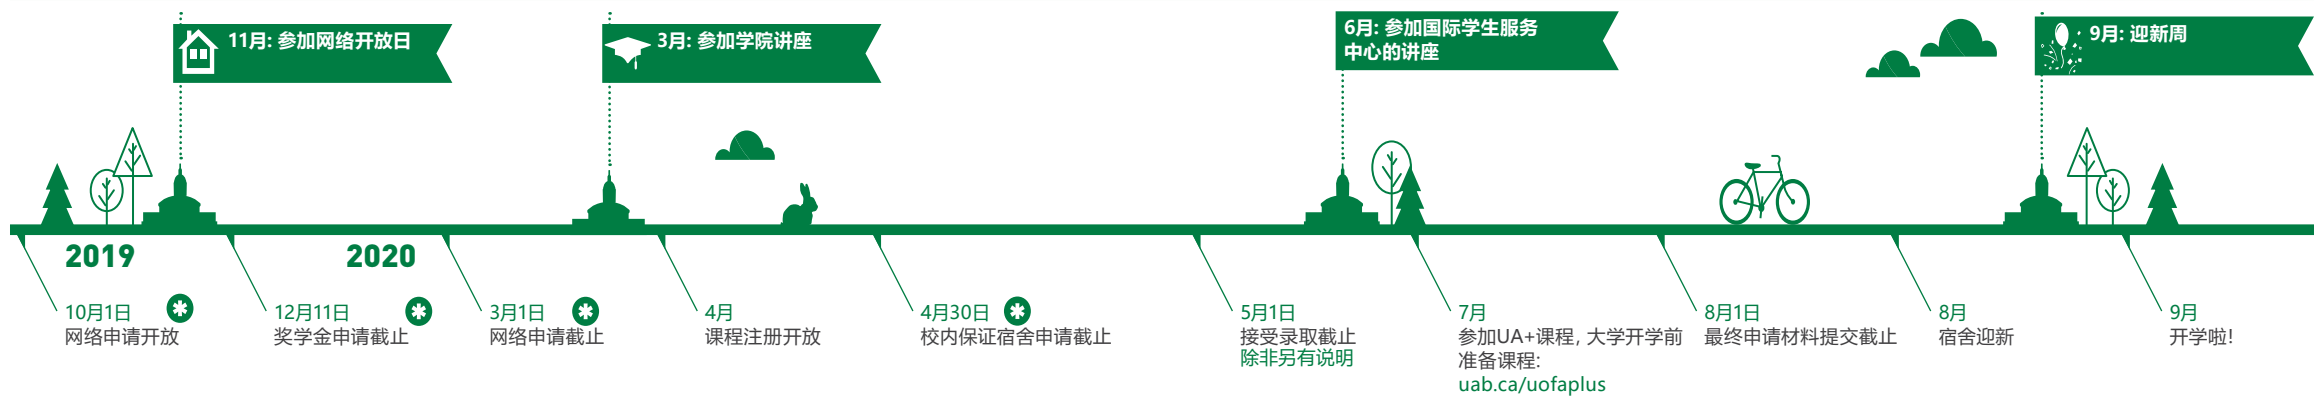 11月: 参加网络开放日
3月: 参加学院讲座
6月: 参加国际学生服务
中心的讲座
9月: 迎新周
2019
2020
10月1日
网络申请开放
12月11日
奖学金申请截止
3月1日
网络申请截止
4月
课程注册开放
4月30日
校内保证宿舍申请截止
5月1日
接受录取截止
除非另有说明
7月
参加UA+课程, 大学开学前
准备课程:
uab.ca/uofaplus
8月1日
最终申请材料提交截止
8月
宿舍迎新
9月
开学啦!